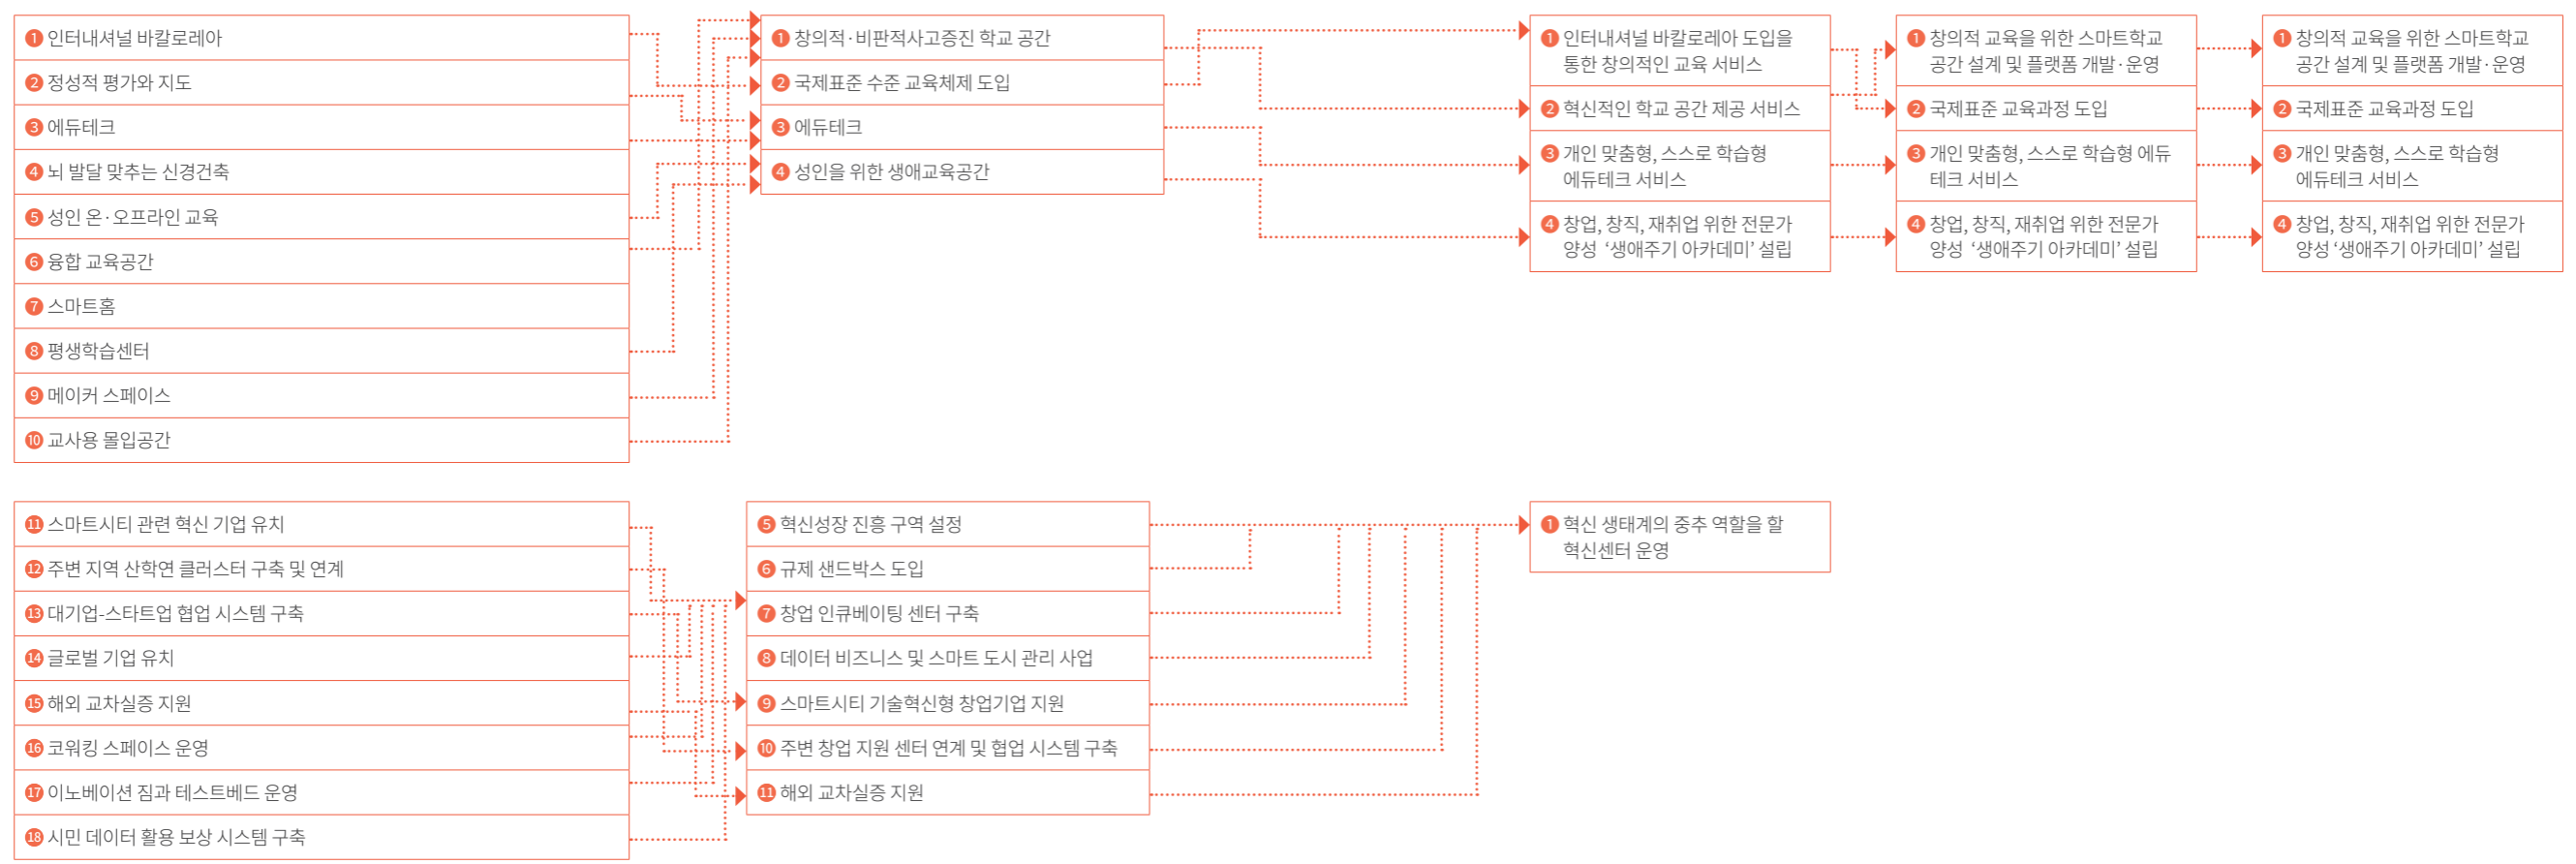 ❶ 인터내셔널 바칼로레아
❷ 정성적 평가와 지도
❸ 에듀테크
❹ 뇌 발달 맞추는 신경건축
❺ 성인 온·오프라인 교육
❻ 융합 교육공간
❼ 스마트홈
❽ 평생학습센터
❾ 메이커 스페이스
❿ 교사용 몰입공간
❶ 창의적·비판적사고증진 학교 공간
❷ 국제표준 수준 교육체제 도입
❸ 에듀테크
❹ 성인을 위한 생애교육공간
❶ 인터내셔널 바칼로레아 도입을
통한 창의적인 교육 서비스
❷ 혁신적인 학교 공간 제공 서비스
❸ 개인 맞춤형, 스스로 학습형
에듀테크 서비스
❹ 창업, 창직, 재취업 위한 전문가
양성 ‘생애주기 아카데미’ 설립
❶ 창의적 교육을 위한 스마트학교
공간 설계 및 플랫폼 개발·운영
❷ 국제표준 교육과정 도입
❸ 개인 맞춤형, 스스로 학습형 에듀
테크 서비스
❹ 창업, 창직, 재취업 위한 전문가
양성 ‘생애주기 아카데미’ 설립
❶ 창의적 교육을 위한 스마트학교
공간 설계 및 플랫폼 개발·운영
❷ 국제표준 교육과정 도입
❸ 개인 맞춤형, 스스로 학습형
에듀테크 서비스
❹ 창업, 창직, 재취업 위한 전문가
양성 ‘생애주기 아카데미’ 설립
⓫ 스마트시티 관련 혁신 기업 유치
⓬ 주변 지역 산학연 클러스터 구축 및 연계
⓭ 대기업-스타트업 협업 시스템 구축
⓮ 글로벌 기업 유치
⓯ 해외 교차실증 지원
⓰ 코워킹 스페이스 운영
⓱ 이노베이션 짐과 테스트베드 운영
⓲ 시민 데이터 활용 보상 시스템 구축
❺ 혁신성장 진흥 구역 설정
❻ 규제 샌드박스 도입
❼ 창업 인큐베이팅 센터 구축
❽ 데이터 비즈니스 및 스마트 도시 관리 사업
❾ 스마트시티 기술혁신형 창업기업 지원
❿ 주변 창업 지원 센터 연계 및 협업 시스템 구축
⓫ 해외 교차실증 지원
❶ 혁신 생태계의 중추 역할을 할
혁신센터 운영